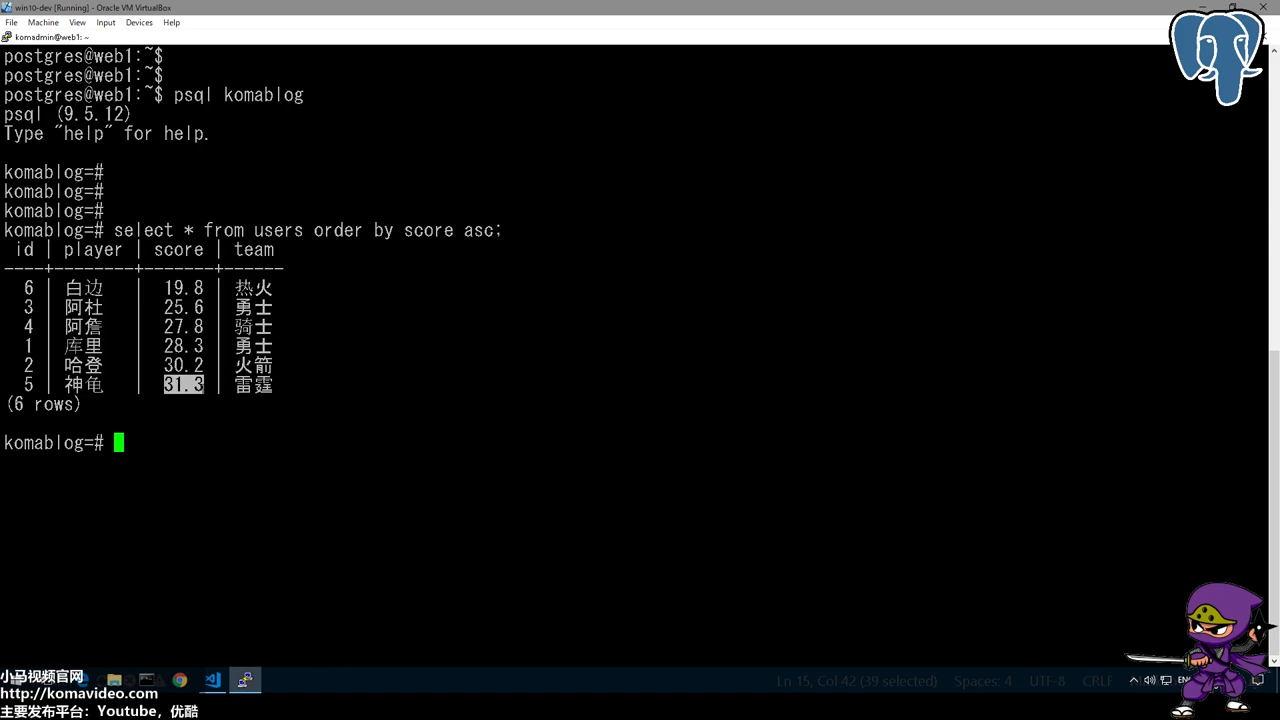 win10-dev [Running] - Oracle VM VirtualBox
File Machine View Input Devices Help
komadmin@web1: ~
postgres@web1:~$
postgres@web1:~$
postgres@web1:~$ psql komablog
psql (9.5.12)
Type "help" for help.
komablog=#
komablog=#
komablog=#
komablog=# select * from users order by score asc;
 id | player | score | team
----+--------+-------+------
  6 | 白边   |  19.8 | 热火
  3 | 阿杜   |  25.6 | 勇士
  4 | 阿詹   |  27.8 | 骑士
  1 | 库里   |  28.3 | 勇士
  2 | 哈登   |  30.2 | 火箭
  5 | 神龟   |  31.3 | 雷霆
(6 rows)
komablog=#
小马视频官网
http://komavideo.com
主要发布平台：Youtube，优酷
Ln 15, Col 42 (39 selected) Spaces: 4 UTF-8 CRLF
ENG